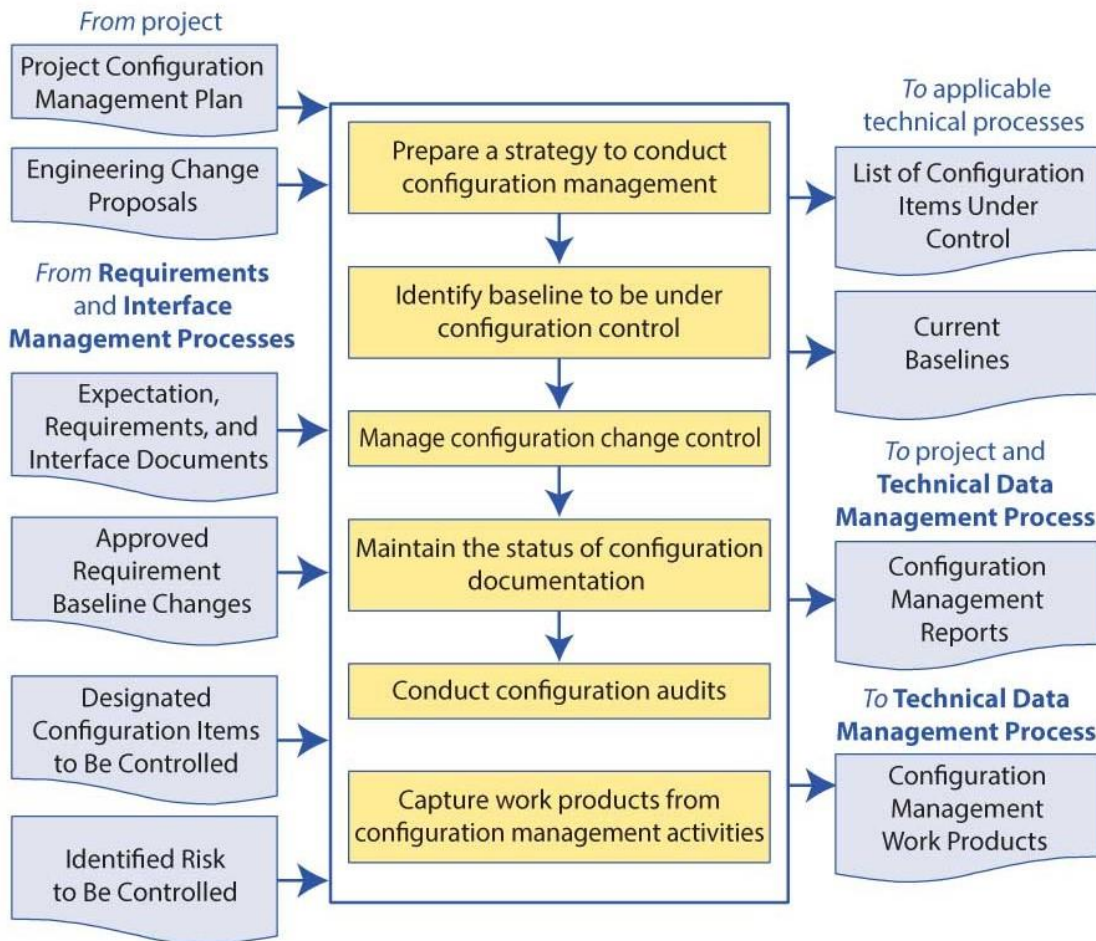 From project
Project Configuration
Management Plan
Engineering Change
Proposals
From Requirements
and Interface
Management Processes
Expectation,
Requirements, and
Interface Documents
Approved
Requirement
Baseline Changes
Designated
Configuration Items
to Be Controlled
Identified Risk
to Be Controlled
Prepare a strategy to conduct
configuration management
Identify baseline to be under
configuration control
Manage configuration change control
Maintain the status of configuration
documentation
Conduct configuration audits
Capture work products from
configuration management activities
To applicable
technical processes
List of Configuration
Items Under
Control
Current
Baselines
To project and
Technical Data
Management Process
Configuration
Management
Reports
To Technical Data
Management Process
Configuration
Management
Work Products